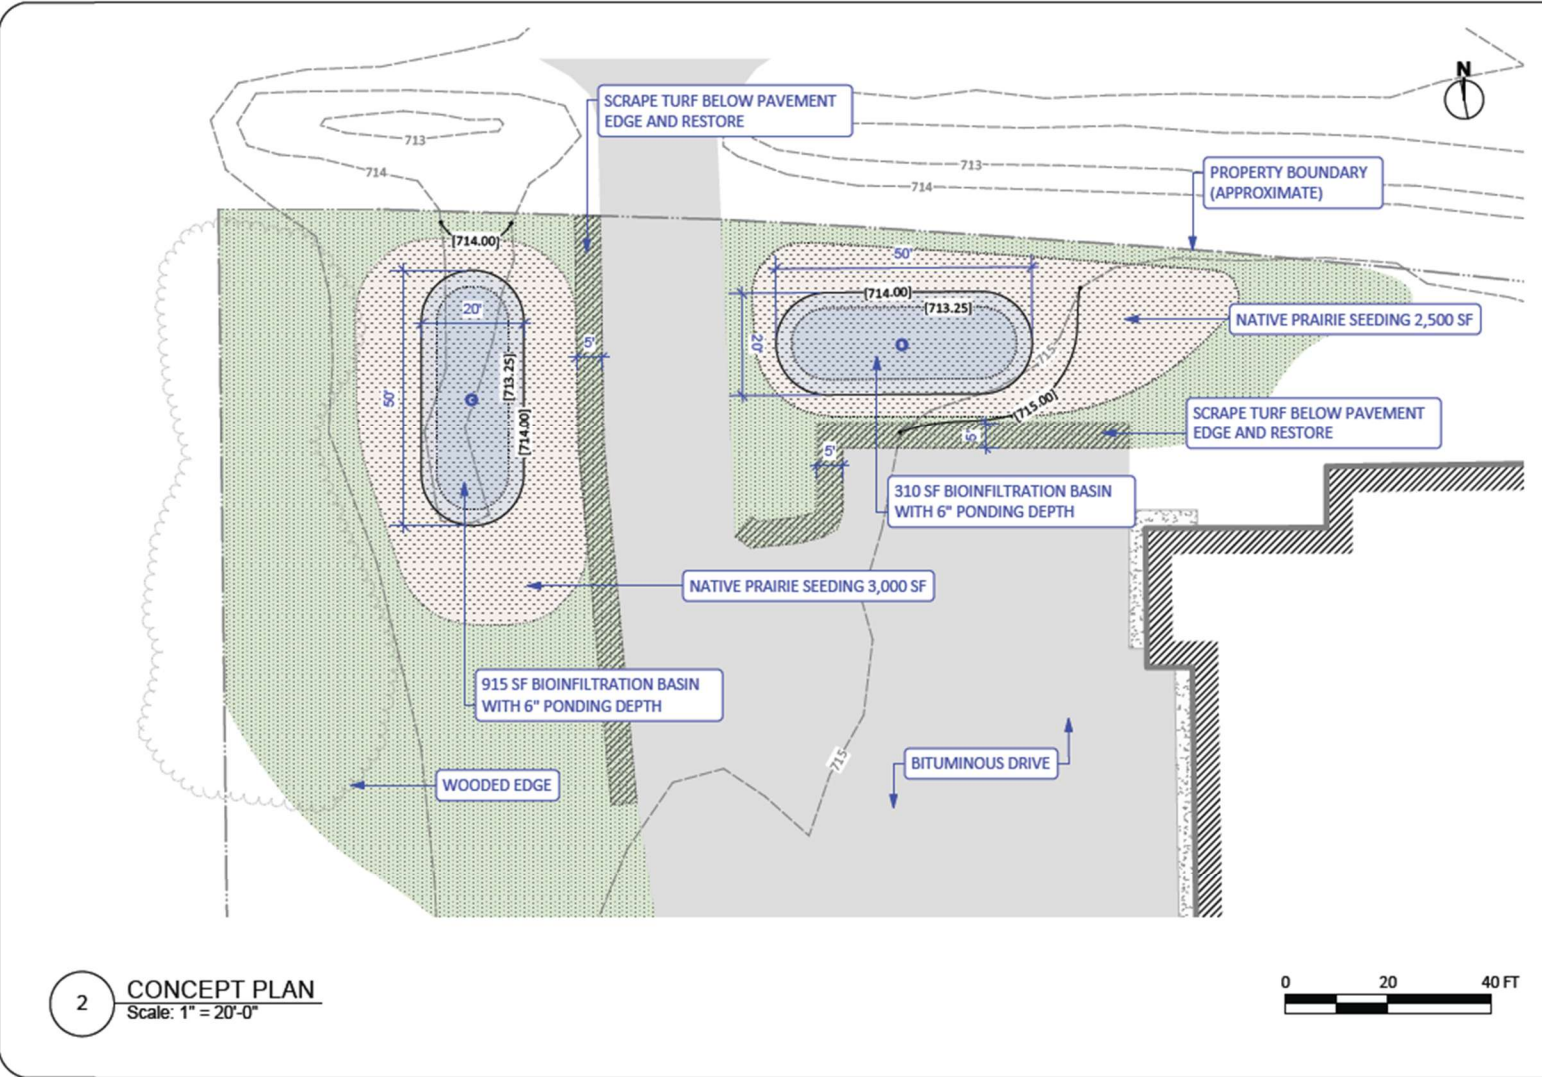 SCRAPE TURF BELOW PAVEMENT
EDGE AND RESTORE
N
713
714
713
714
PROPERTY BOUNDARY
(APPROXIMATE)
[714.00]
50'
[714.00]
[713.25]
20'
20'
5'
715
NATIVE PRAIRIE SEEDING 2,500 SF
50'
[713.25]
[714.00]
[715.00]
SCRAPE TURF BELOW PAVEMENT
EDGE AND RESTORE
5'
5'
310 SF BIOINFILTRATION BASIN
WITH 6" PONDING DEPTH
NATIVE PRAIRIE SEEDING 3,000 SF
915 SF BIOINFILTRATION BASIN
WITH 6" PONDING DEPTH
715
BITUMINOUS DRIVE
WOODED EDGE
2
CONCEPT PLAN
Scale: 1" = 20'-0"
0 20 40 FT